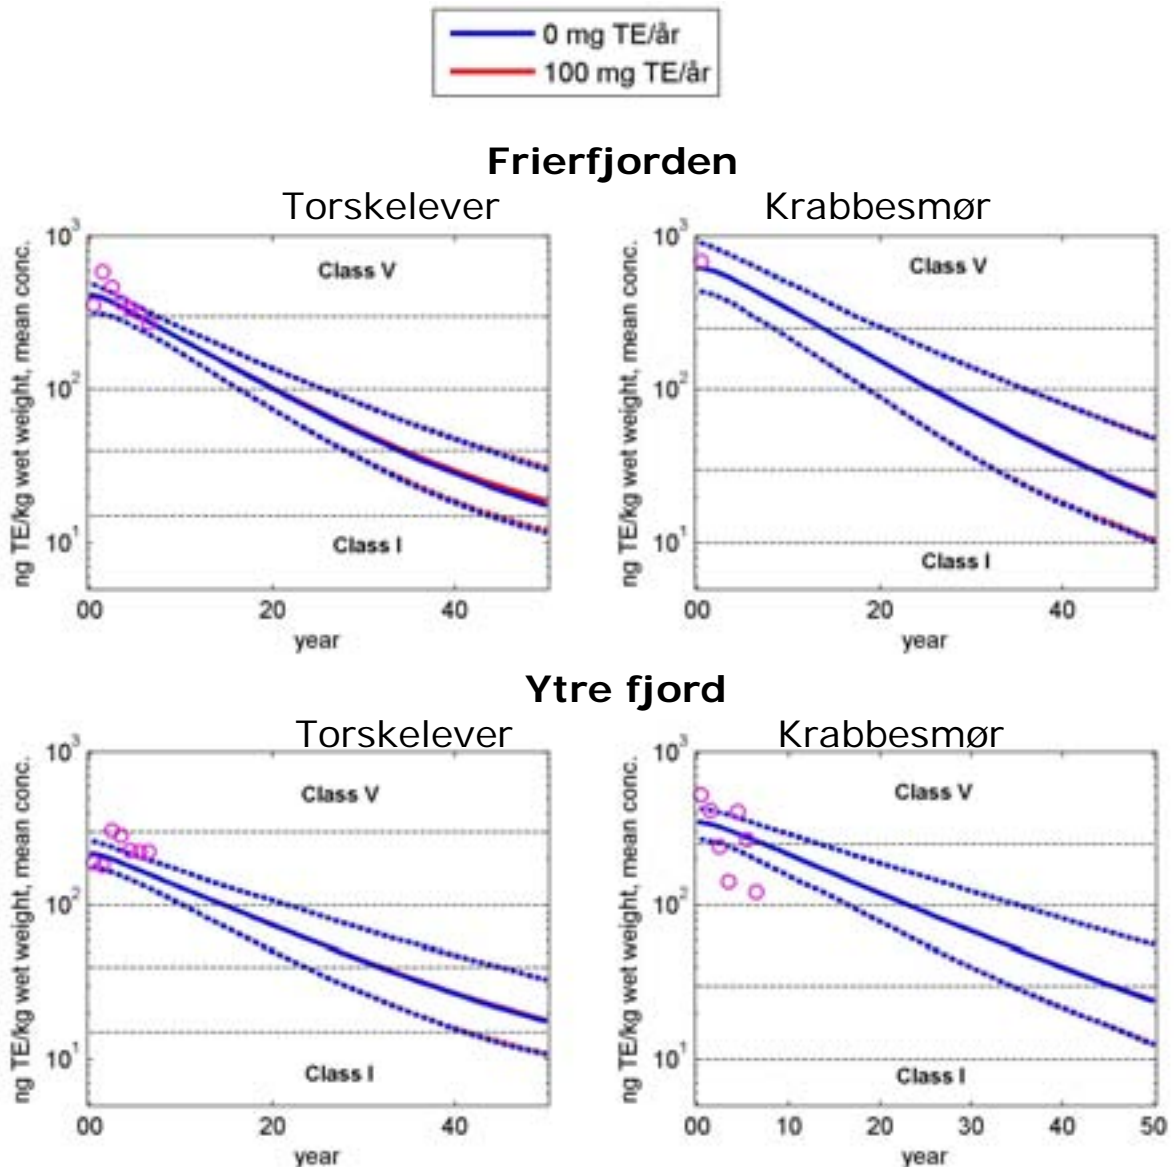 0 mg TE/år
100 mg TE/år
Frierfjorden
Torskelever
Krabbesmør
ng TE/kg wet weight, mean conc.
10³
10²
10¹
Class V
Class I
00 20 40
year
ng TE/kg wet weight, mean conc.
10³
10²
10¹
Class V
Class I
00 20 40
year
Ytre fjord
Torskelever
Krabbesmør
ng TE/kg wet weight, mean conc.
10³
10²
10¹
Class V
Class I
00 20 40
year
ng TE/kg wet weight, mean conc.
10³
10²
10¹
Class V
Class I
00 10 20 30 40 50
year